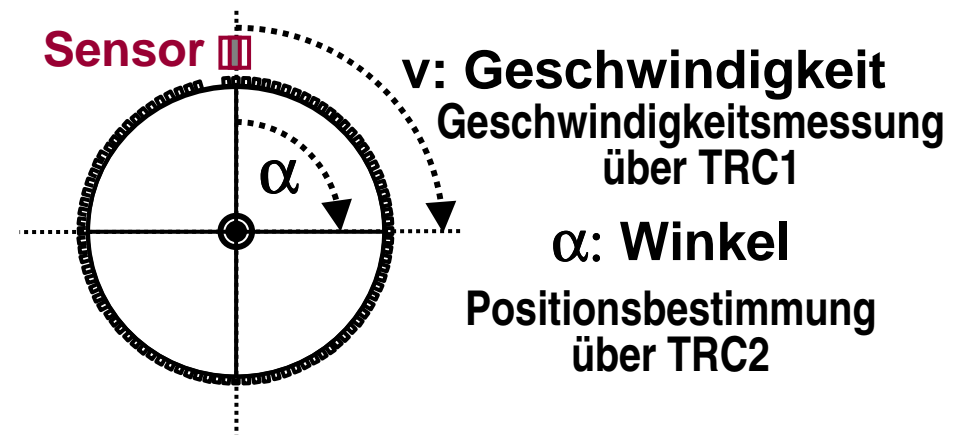 Sensor
v: Geschwindigkeit
Geschwindigkeitsmessung
über TRC1
α
α: Winkel
Positionsbestimmung
über TRC2